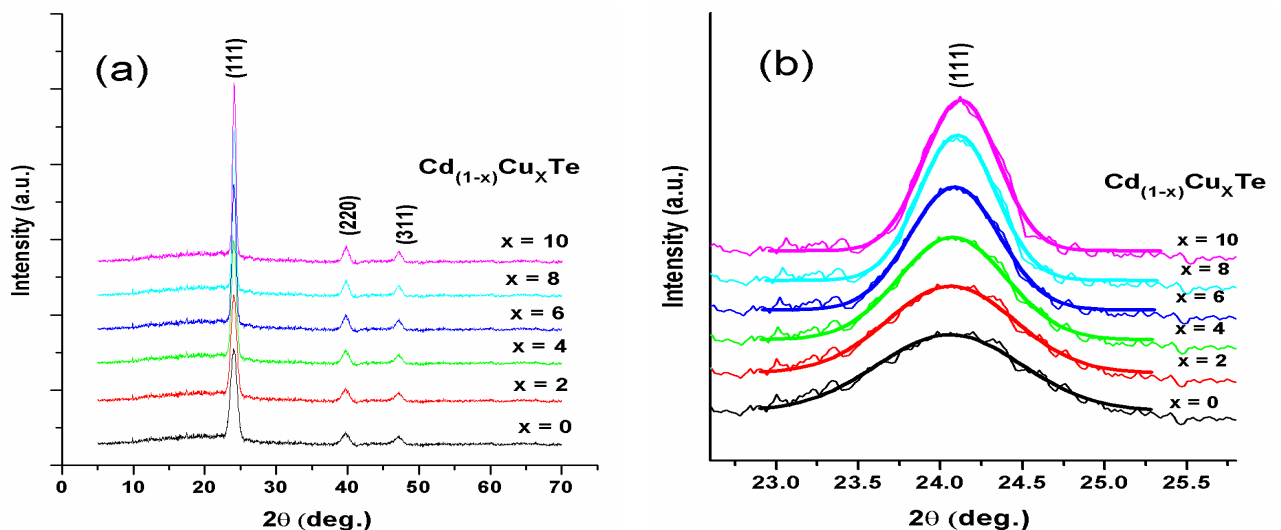 (a)
(111)
Cd(1-x)CuXTe
(220)
(311)
x = 10
x = 8
x = 6
x = 4
x = 2
x = 0
Intensity (a.u.)
0 10 20 30 40 50 60 70
2θ (deg.)
(b)
(111)
Cd(1-x)CuXTe
x = 10
x = 8
x = 6
x = 4
x = 2
x = 0
Intensity (a.u.)
23.0 23.5 24.0 24.5 25.0 25.5
2θ (deg.)